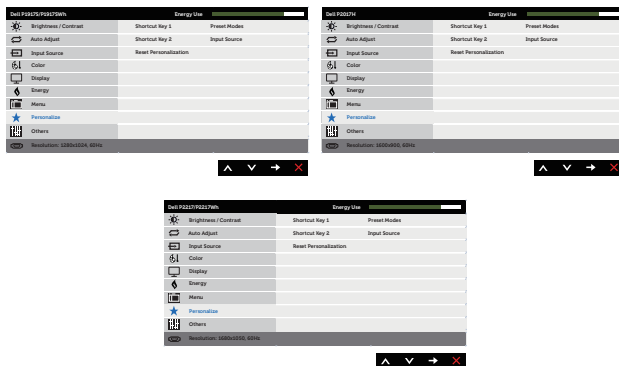 Dell P1917S/P1917SWh Energy Use
Brightness / Contrast Shortcut Key 1 Preset Modes
Auto Adjust Shortcut Key 2 Input Source
Input Source Reset Personalization
Color
Display
Energy
Menu
Personalize
Others
Resolution: 1280x1024, 60Hz
Dell P2017H Energy Use
Brightness / Contrast Shortcut Key 1 Preset Modes
Auto Adjust Shortcut Key 2 Input Source
Input Source Reset Personalization
Color
Display
Energy
Menu
Personalize
Others
Resolution: 1600x900, 60Hz
Dell P2217/P2217Wh Energy Use
Brightness / Contrast Shortcut Key 1 Preset Modes
Auto Adjust Shortcut Key 2 Input Source
Input Source Reset Personalization
Color
Display
Energy
Menu
Personalize
Others
Resolution: 1680x1050, 60Hz